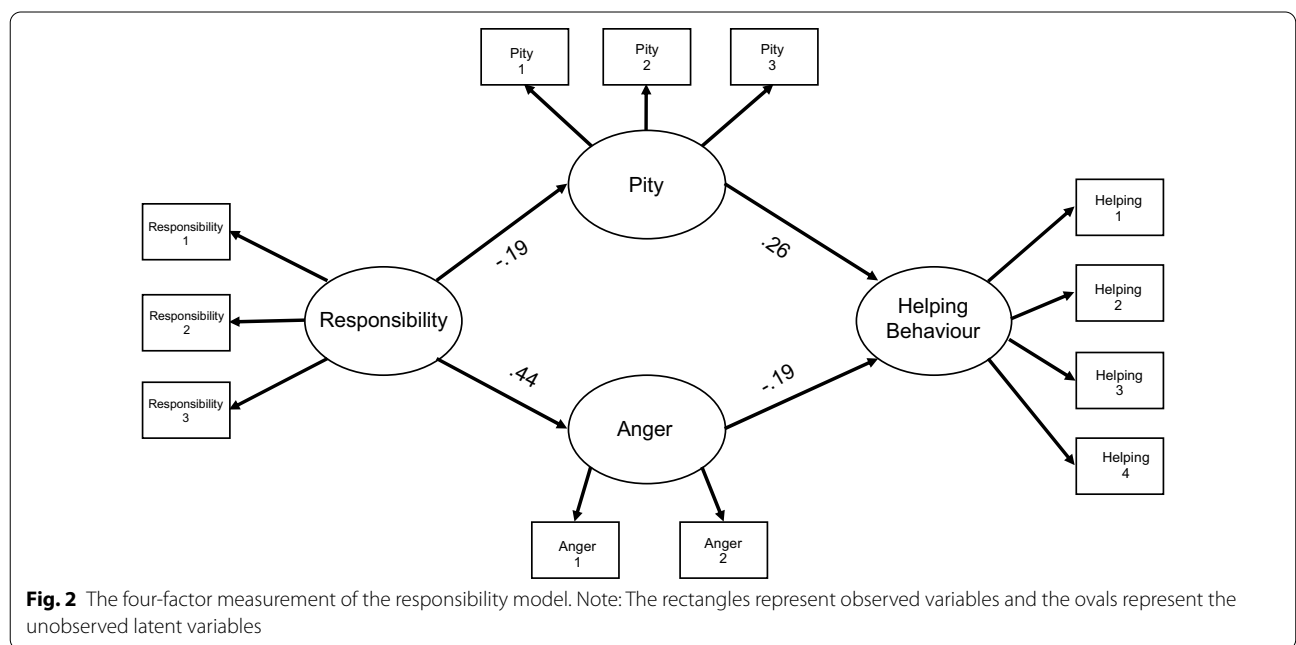 Pity
1
Pity
2
Pity
3
Pity
Responsibility
1
Responsibility
2
Responsibility
3
Responsibility
-.19
.44
.26
-.19
Anger
Anger
1
Anger
2
Helping
Behaviour
Helping
1
Helping
2
Helping
3
Helping
4
Fig. 2 The four-factor measurement of the responsibility model. Note: The rectangles represent observed variables and the ovals represent the
unobserved latent variables